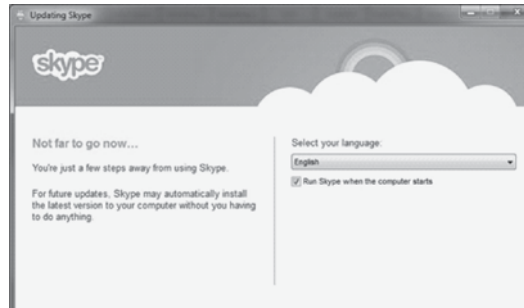 Updating Skype
skype
Not far to go now...
You're just a few steps away from using Skype.
For future updates, Skype may automatically install
the latest version to your computer without you having
to do anything.
Select your language:
English
Run Skype when the computer starts